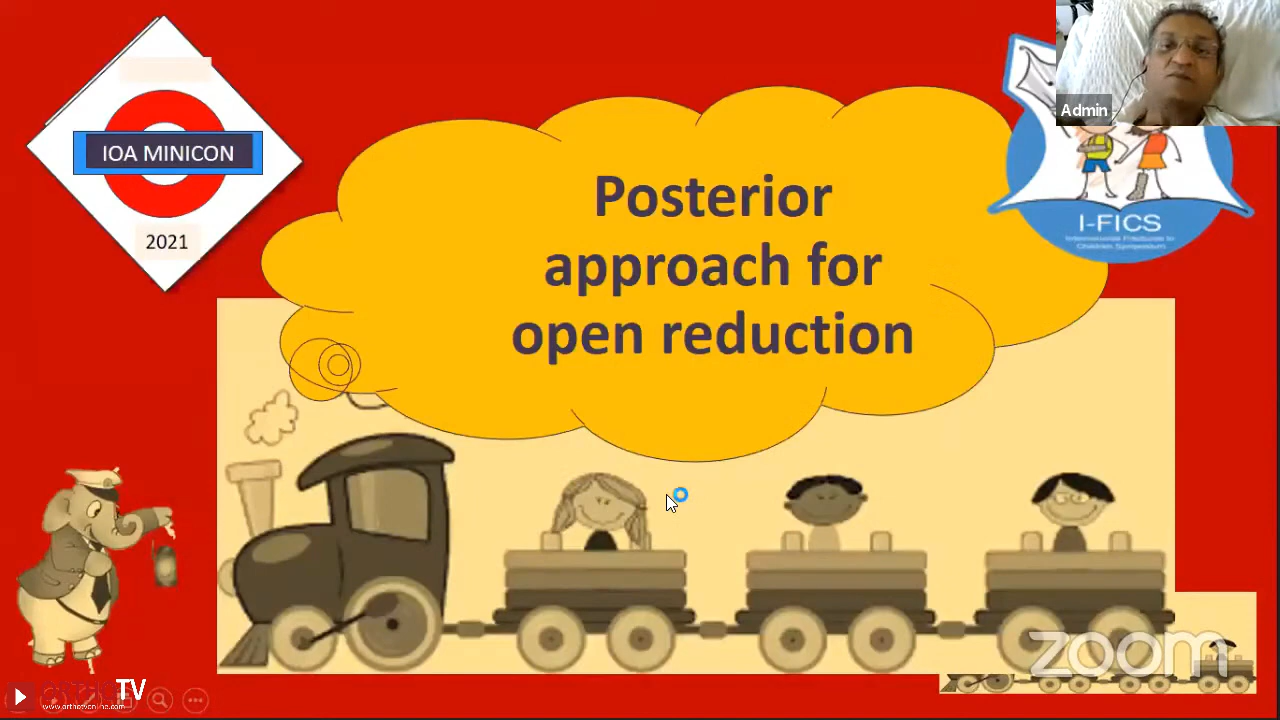 IOA MINICON
2021
Posterior
approach for
open reduction
Admin
I-FICS
International Fractures in
Children Symposium
zoom
TV
www.orthotvonline.com